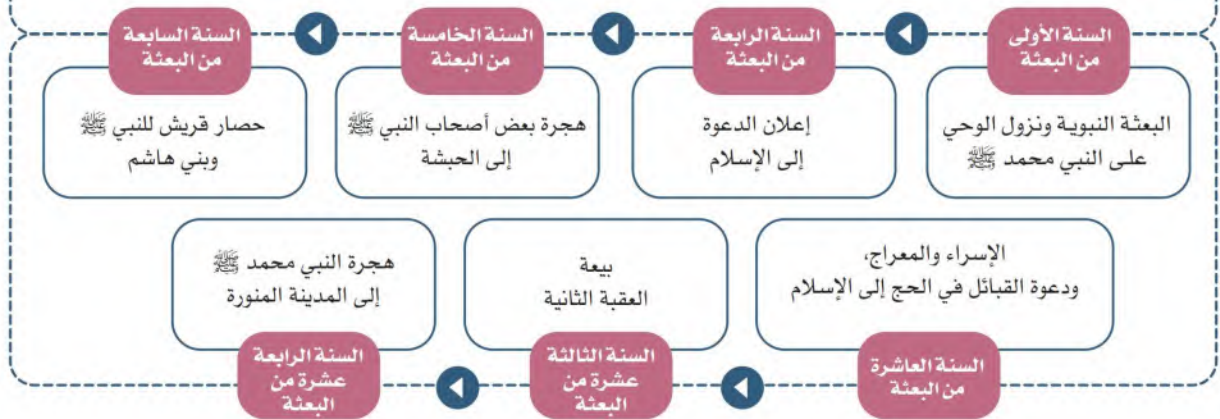 السنة الأولى
من البعثة
البعثة النبوية ونزول الوحي
على النبي محمد ﷺ
السنة الرابعة
من البعثة
إعلان الدعوة
إلى الإسلام
السنة الخامسة
من البعثة
هجرة بعض أصحاب النبي ﷺ
إلى الحبشة
السنة السابعة
من البعثة
حصار قريش للنبي ﷺ
وبني هاشم
الإسراء والمعراج،
ودعوة القبائل في الحج إلى الإسلام
السنة العاشرة
من البعثة
بيعة
العقبة الثانية
السنة الثالثة
عشرة من
البعثة
هجرة النبي محمد ﷺ
إلى المدينة المنورة
السنة الرابعة
عشرة من
البعثة